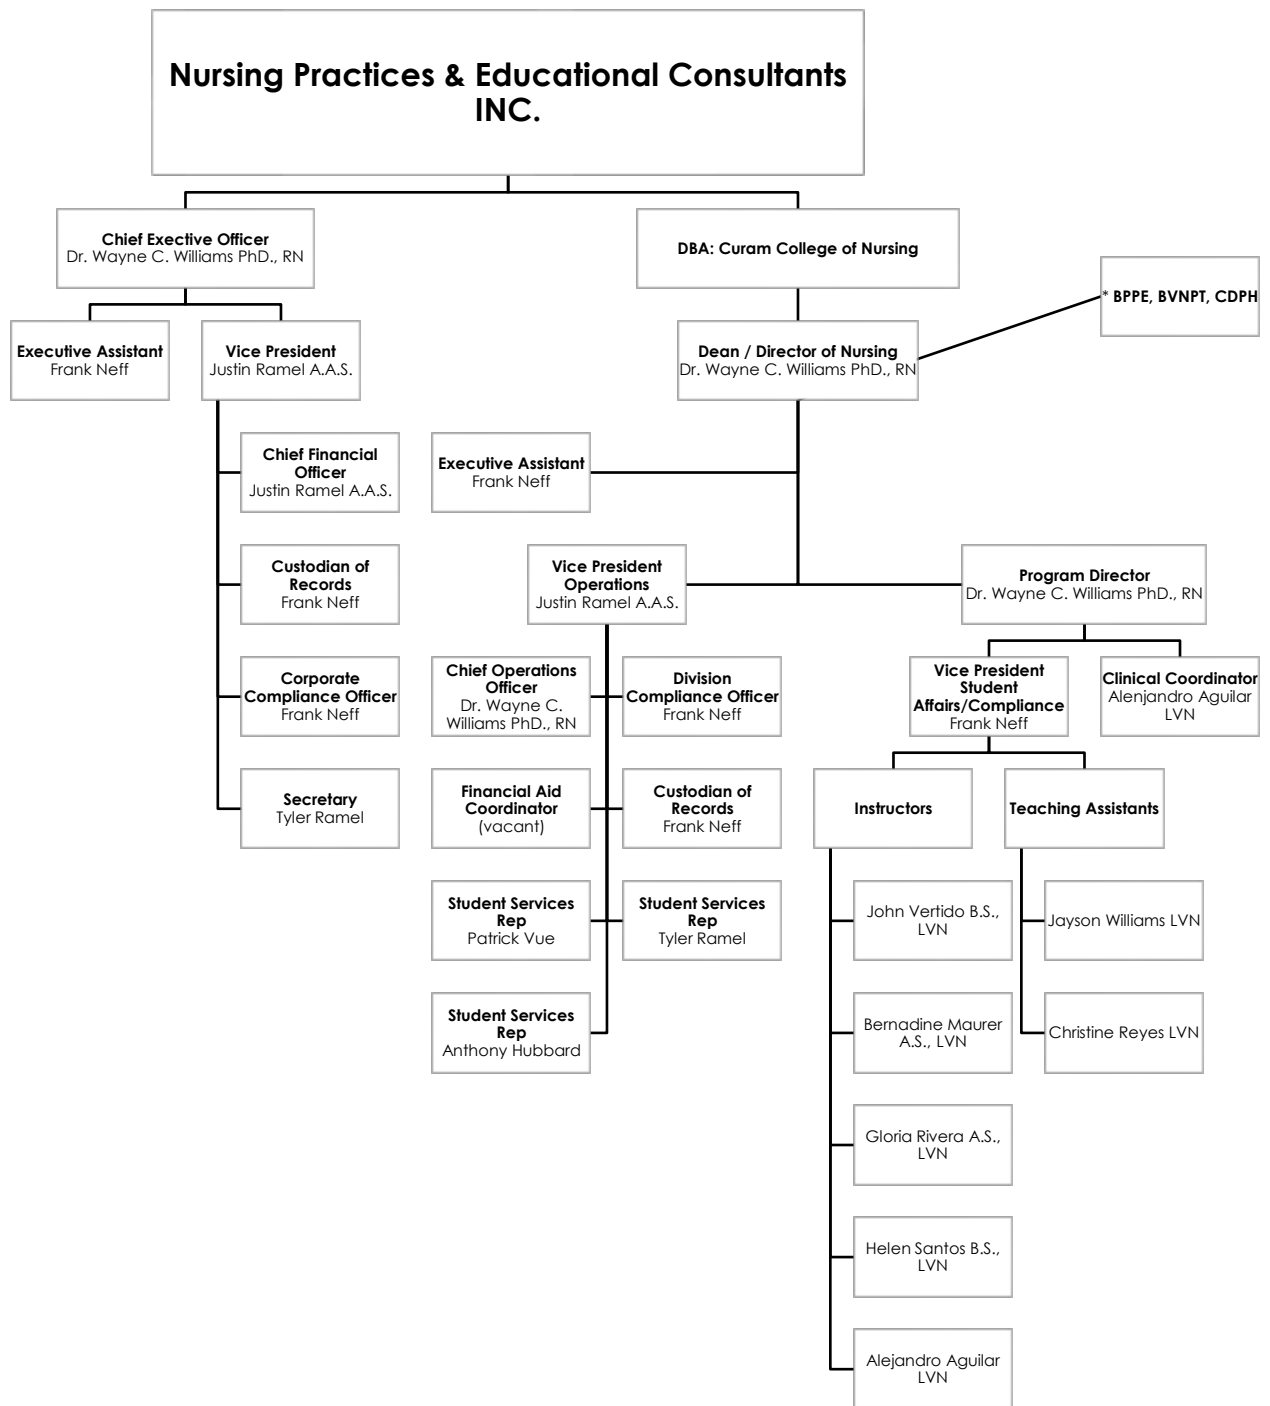 Nursing Practices & Educational Consultants
INC.
Chief Exective Officer
Dr. Wayne C. Williams PhD., RN
DBA: Curam College of Nursing
* BPPE, BVNPT, CDPH
Executive Assistant
Frank Neff
Vice President
Justin Ramel A.A.S.
Dean / Director of Nursing
Dr. Wayne C. Williams PhD., RN
Chief Financial
Officer
Justin Ramel A.A.S.
Executive Assistant
Frank Neff
Custodian of
Records
Frank Neff
Vice President
Operations
Justin Ramel A.A.S.
Program Director
Dr. Wayne C. Williams PhD., RN
Corporate
Compliance Officer
Frank Neff
Chief Operations
Officer
Dr. Wayne C.
Williams PhD., RN
Division
Compliance Officer
Frank Neff
Vice President
Student
Affairs/Compliance
Frank Neff
Clinical Coordinator
Alenjandro Aguilar
LVN
Secretary
Tyler Ramel
Financial Aid
Coordinator
(vacant)
Custodian of
Records
Frank Neff
Instructors
Teaching Assistants
Student Services
Rep
Patrick Vue
Student Services
Rep
Tyler Ramel
John Vertido B.S.,
LVN
Jayson Williams LVN
Student Services
Rep
Anthony Hubbard
Bernadine Maurer
A.S., LVN
Christine Reyes LVN
Gloria Rivera A.S.,
LVN
Helen Santos B.S.,
LVN
Alejandro Aguilar
LVN